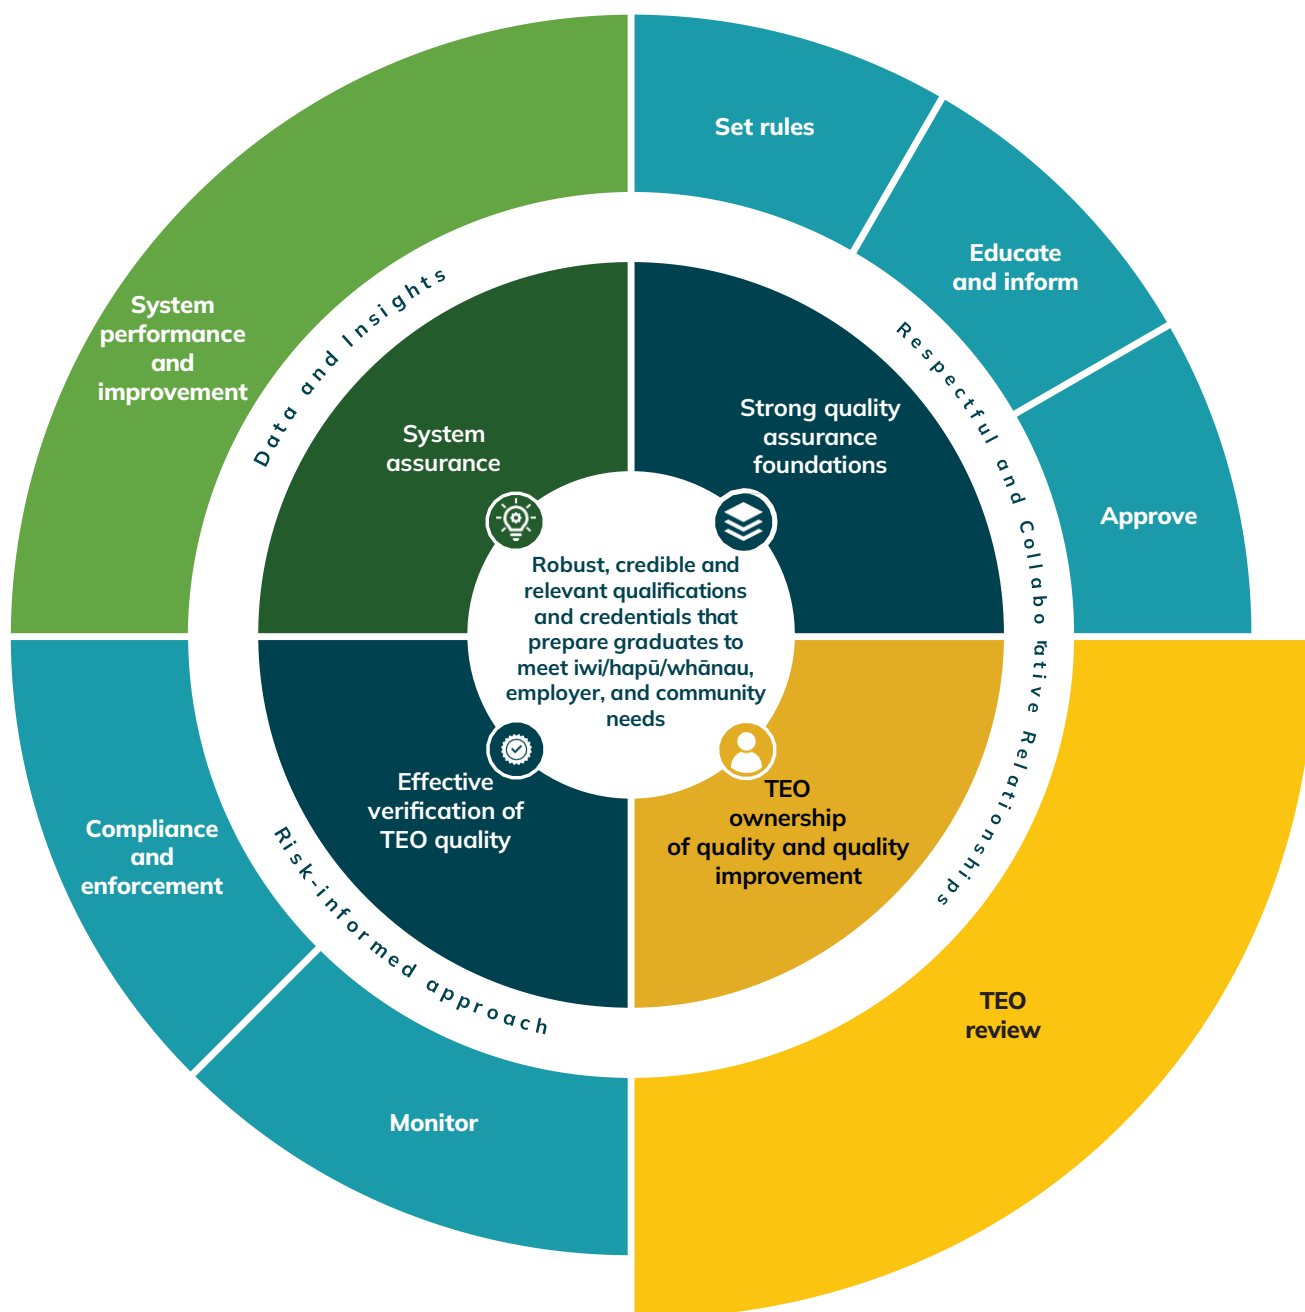 Set rules
Educate
and inform
Approve
System
performance
and
improvement
Data and Insights
Respectful and Collaborative Relationships
Strong quality
assurance
foundations
System
assurance
Robust, credible and
relevant qualifications
and credentials that
prepare graduates to
meet iwi/hapū/whānau,
employer, and community
needs
Effective
verification of
TEO quality
TEO
ownership
of quality and quality
improvement
Compliance
and
enforcement
Risk-informed approach
TEO
review
Monitor